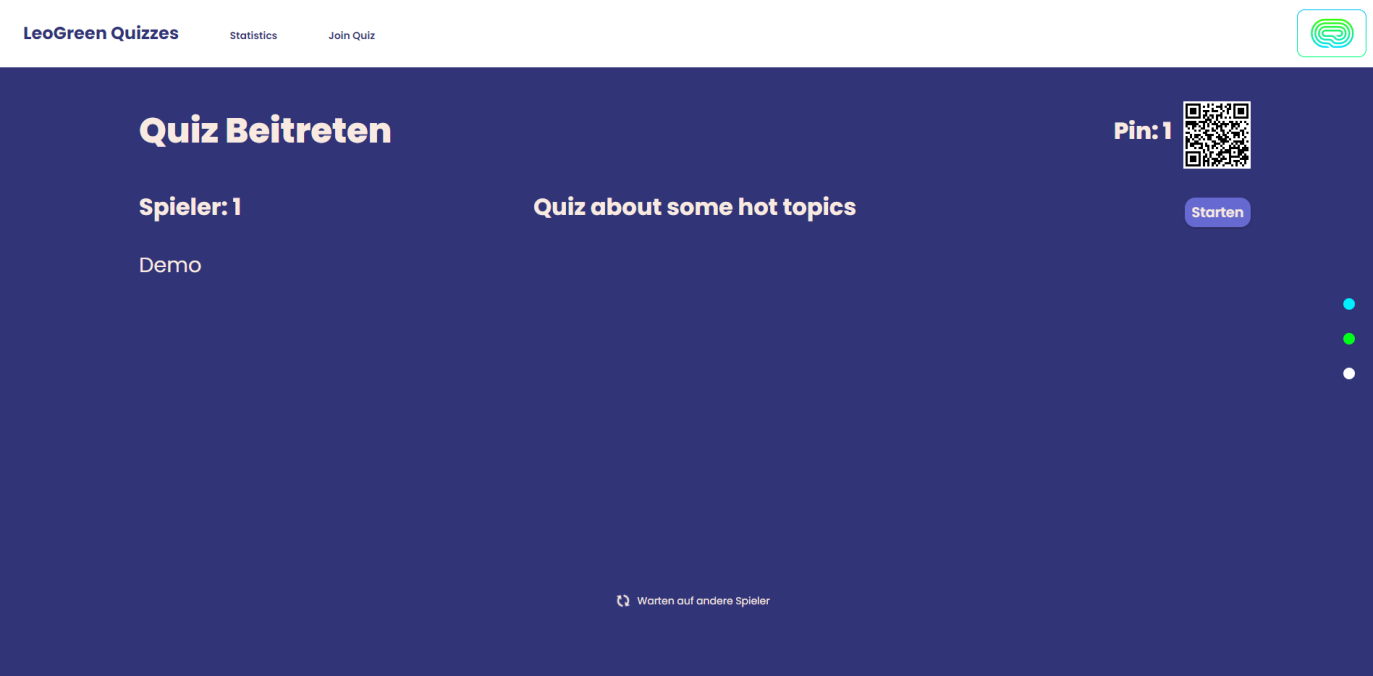 LeoGreen Quizzes Statistics Join Quiz
Quiz Beitreten Pin: 1
Spieler: 1 Quiz about some hot topics Starten
Demo
Warten auf andere Spieler